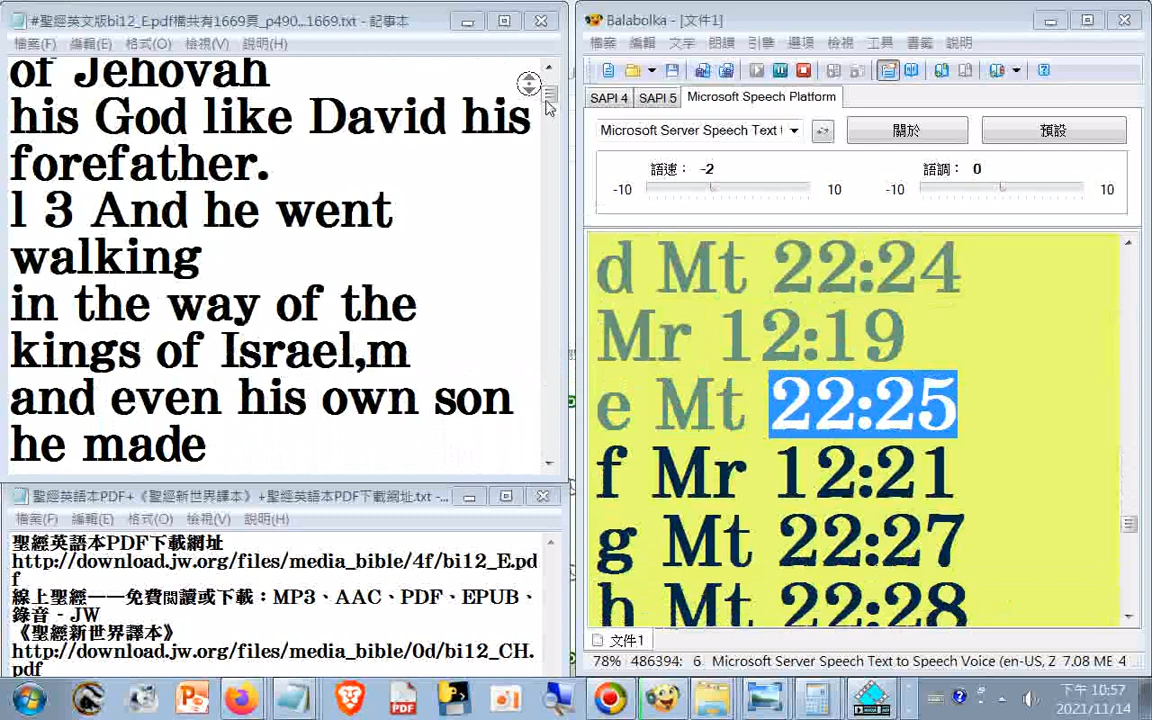 #聖經英文版bi12_E.pdf檔共有1669頁_p490...1669.txt - 記事本
檔案(F) 編輯(E) 格式(O) 檢視(V) 說明(H)
of Jehovah
his God like David his
forefather.
l 3 And he went
walking
in the way of the
kings of Israel,m
and even his own son
he made
聖經英語本PDF+《聖經新世界譯本》+聖經英語本PDF下載網址.txt -...
檔案(F) 編輯(E) 格式(O) 檢視(V) 說明(H)
聖經英語本PDF下載網址
http://download.jw.org/files/media_bible/4f/bi12_E.pd
f
線上聖經——免費閱讀或下載：MP3、AAC、PDF、EPUB、
錄音 - JW
《聖經新世界譯本》
http://download.jw.org/files/media_bible/0d/bi12_CH.
pdf
Balabolka - [文件1]
檔案 編輯 文字 朗讀 引擎 選項 檢視 工具 書籤 說明
SAPI 4 SAPI 5 Microsoft Speech Platform
Microsoft Server Speech Text 關於 預設
語速： -2 語調： 0
-10 10 -10 10
d Mt 22:24
Mr 12:19
e Mt 22:25
f Mr 12:21
g Mt 22:27
h Mt 22:28
文件1
78% 486394: 6 Microsoft Server Speech Text to Speech Voice (en-US, Z 7.08 ME 4
PDF
下午 10:57
2021/11/14